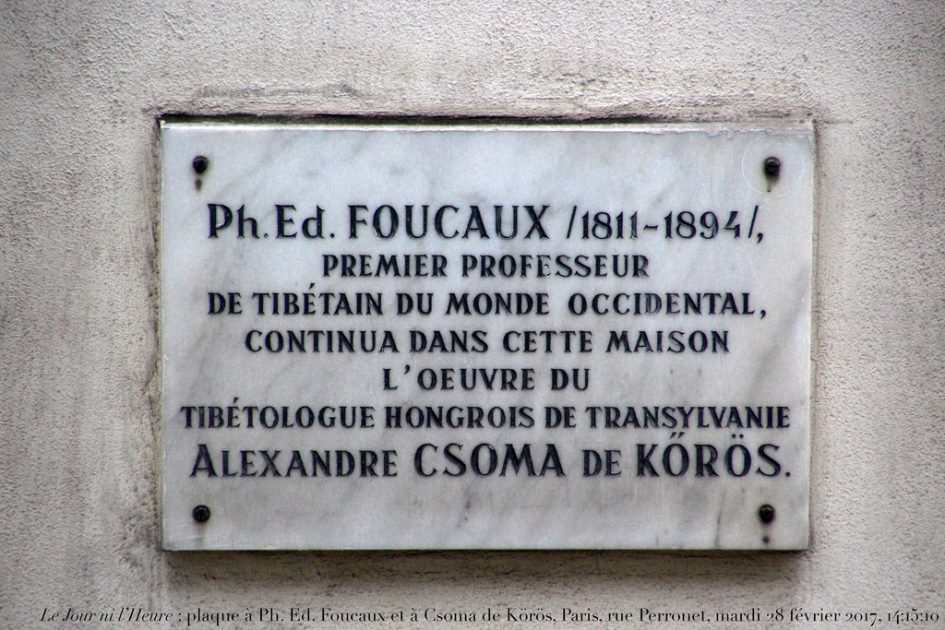 Ph. Ed. FOUCAUX /1811-1894/,
PREMIER PROFESSEUR
DE TIBÉTAIN DU MONDE OCCIDENTAL,
CONTINUA DANS CETTE MAISON
L'OEUVRE DU
TIBÉTOLOGUE HONGROIS DE TRANSYLVANIE
ALEXANDRE CSOMA DE KŐRÖS.
Le Jour ni l'Heure : plaque à Ph. Ed. Foucaux et à Csoma de Körös, Paris, rue Perronet, mardi 28 février 2017, 14:15:10